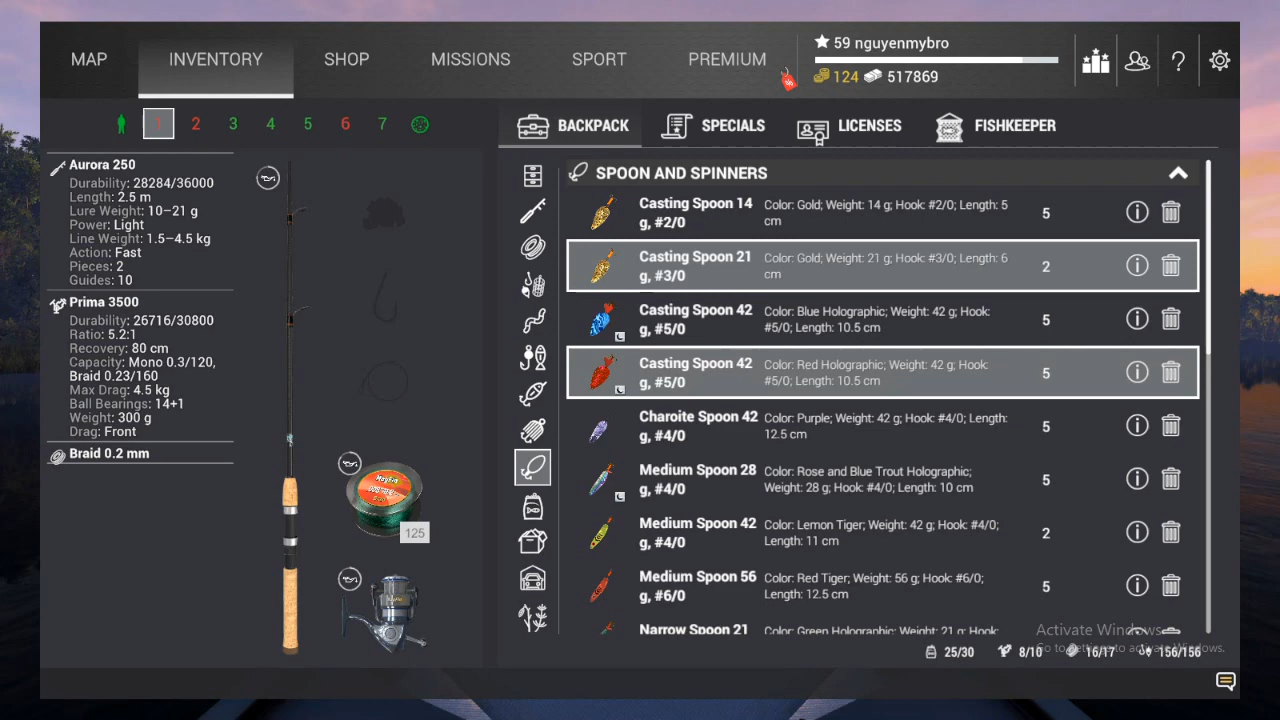 MAP
INVENTORY
SHOP
MISSIONS
SPORT
PREMIUM
59 nguyenmybro
124 517869
1 2 3 4 5 6 7
BACKPACK
SPECIALS
LICENSES
FISHKEEPER
Aurora 250
Durability: 28284/36000
Length: 2.5 m
Lure Weight: 10–21 g
Power: Light
Line Weight: 1.5–4.5 kg
Action: Fast
Pieces: 2
Guides: 10
Prima 3500
Durability: 26716/30800
Ratio: 5.2:1
Recovery: 80 cm
Capacity: Mono 0.3/120,
Braid 0.23/160
Max Drag: 4.5 kg
Ball Bearings: 14+1
Weight: 300 g
Drag: Front
Braid 0.2 mm
125
SPOON AND SPINNERS
Casting Spoon 14
g, #2/0
Color: Gold; Weight: 14 g; Hook: #2/0; Length: 5
cm
5
Casting Spoon 21
g, #3/0
Color: Gold; Weight: 21 g; Hook: #3/0; Length: 6
cm
2
Casting Spoon 42
g, #5/0
Color: Blue Holographic; Weight: 42 g; Hook:
#5/0; Length: 10.5 cm
5
Casting Spoon 42
g, #5/0
Color: Red Holographic; Weight: 42 g; Hook:
#5/0; Length: 10.5 cm
5
Charoite Spoon 42
g, #4/0
Color: Purple; Weight: 42 g; Hook: #4/0; Length:
12.5 cm
5
Medium Spoon 28
g, #4/0
Color: Rose and Blue Trout Holographic;
Weight: 28 g; Hook: #4/0; Length: 10 cm
5
Medium Spoon 42
g, #4/0
Color: Lemon Tiger; Weight: 42 g; Hook: #4/0;
Length: 11 cm
2
Medium Spoon 56
g, #6/0
Color: Red Tiger; Weight: 56 g; Hook: #6/0;
Length: 12.5 cm
5
Narrow Spoon 21
Color: Green Holographic; Weight: 21 g; Hook:
Activate Windows
Go to Settings to activate Windows.
25/30
8/10
16/17
156/156